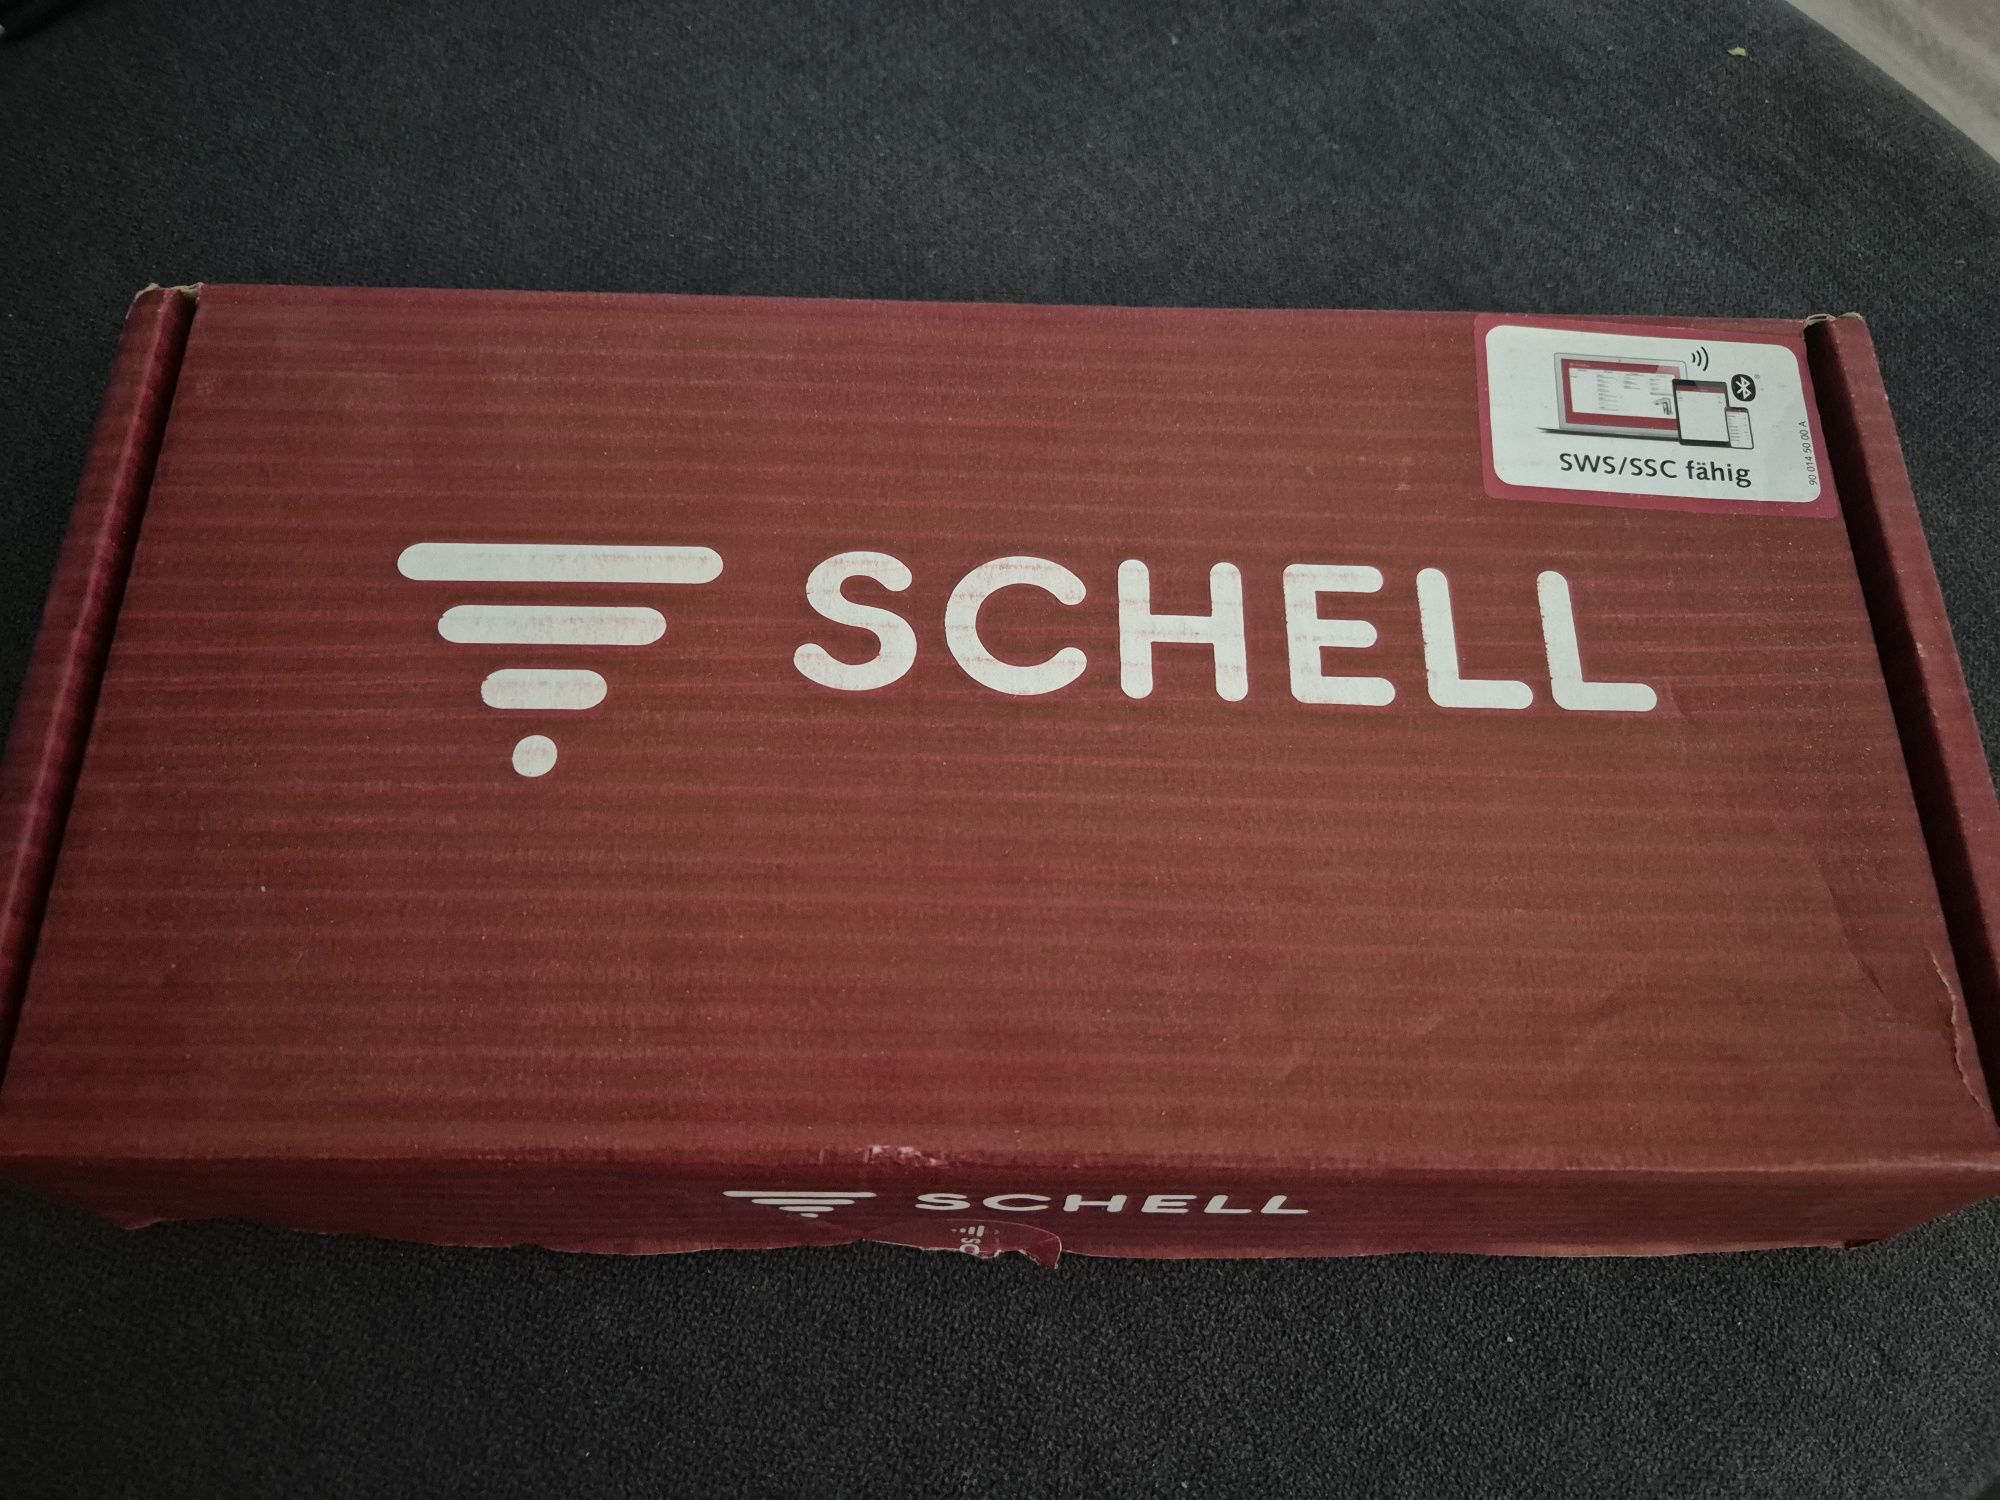 SWS/SSC fähig
90 014 50 00 A
SCHELL
SCHELL